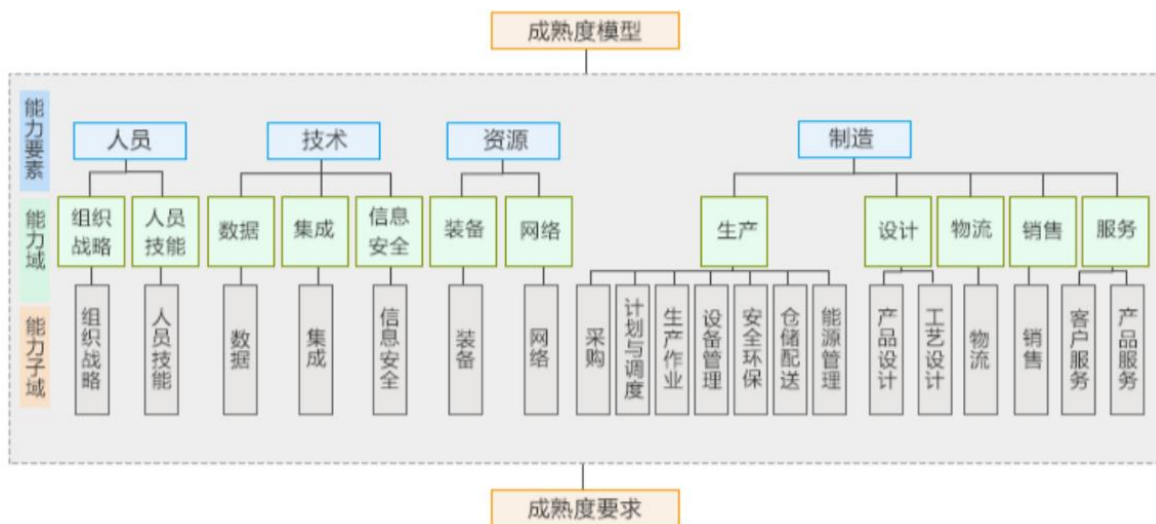 成熟度模型
能力要素
人员
技术
资源
制造
能力域
组织
战略
人员
技能
数据
集成
信息
安全
装备
网络
生产
设计
物流
销售
服务
能力子域
组织战略
人员技能
数据
集成
信息安全
装备
网络
采购
计划与调度
生产作业
设备管理
安全环保
仓储配送
能源管理
产品设计
工艺设计
物流
销售
客户服务
产品服务
成熟度要求